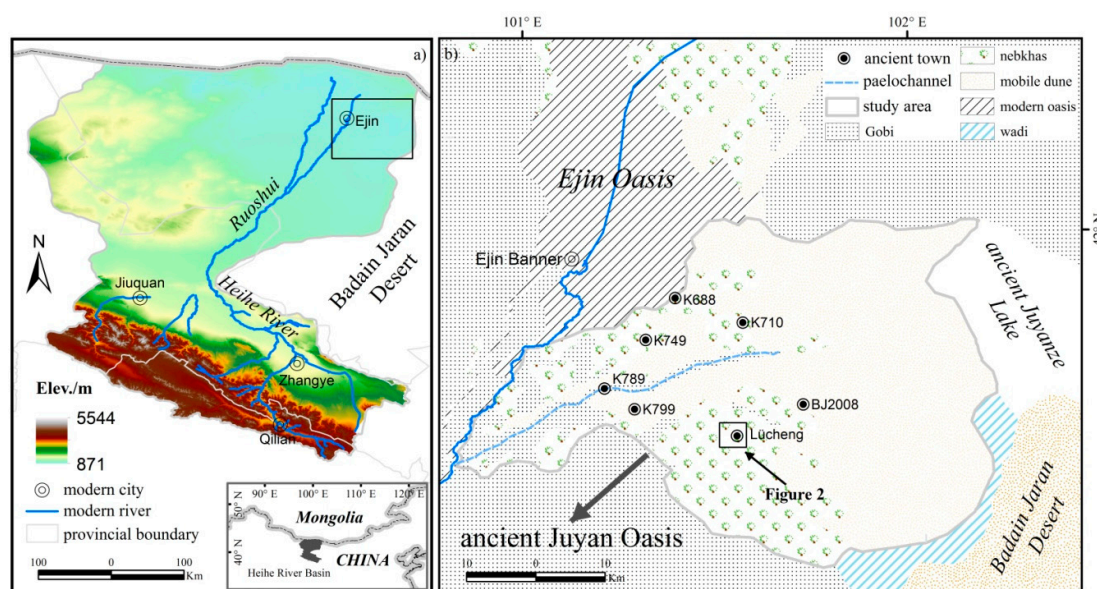 a)
Ejin
Ruoshui
Badain Jaran
Desert
N
Jiuquan
Heihe River
Zhangye
Qilian
Elev./m
5544
871
modern city
modern river
provincial boundary
100 0 100
Km
90° E 100° E 110° E 120° E
50° N
40° N
Mongolia
CHINA
Heihe River Basin
101° E 102° E
b)
ancient town
paelochannel
study area
Gobi
nebkhas
mobile dune
modern oasis
wadi
Ejin Oasis
42° N
Ejin Banner
ancient Juyanze
Lake
K688
K710
K749
K789
K799
BJ2008
Lücheng
Figure 2
ancient Juyan Oasis
Badain Jaran
Desert
10 0 10
Km